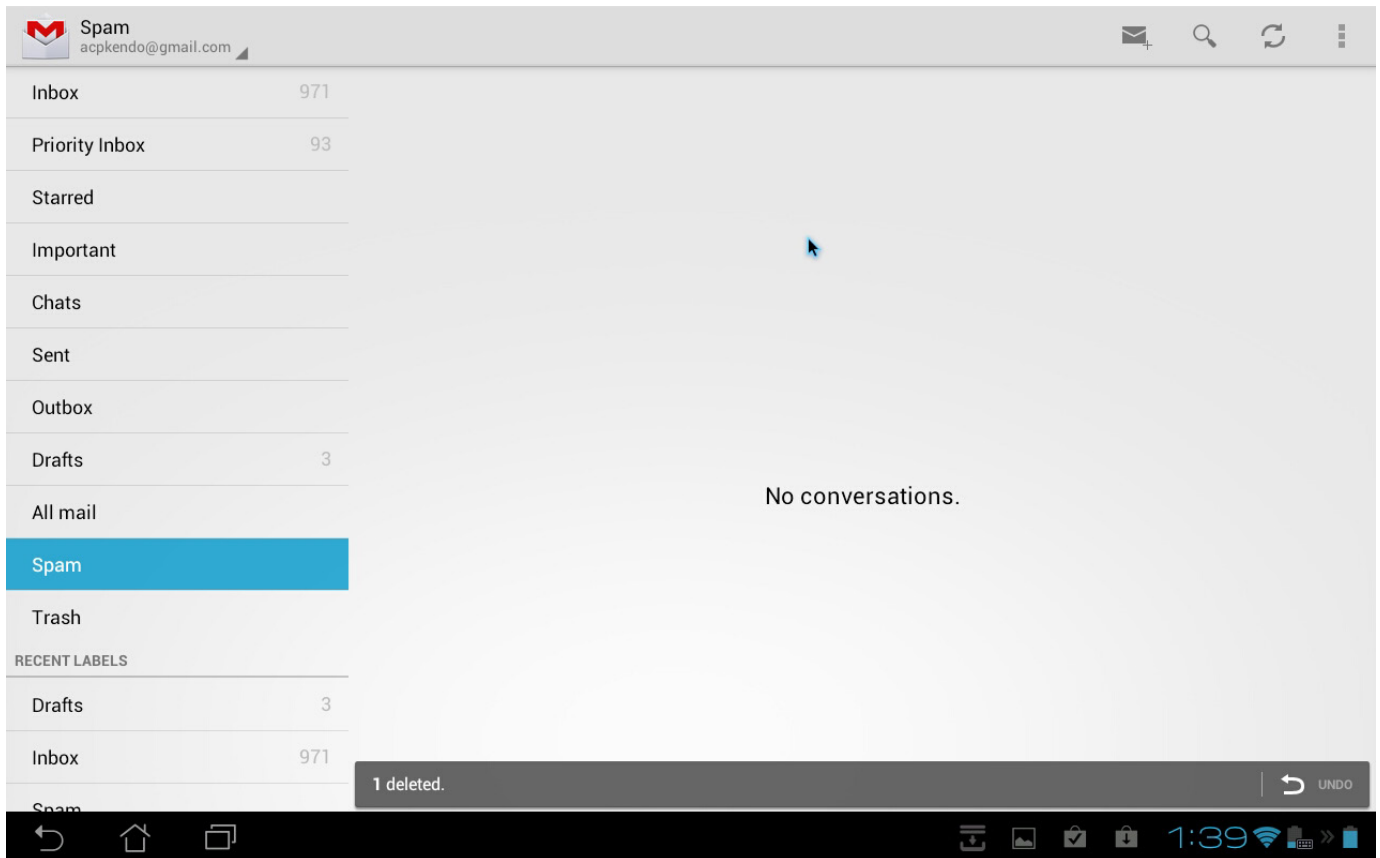 Spam
acpkendo@gmail.com
Inbox 971
Priority Inbox 93
Starred
Important
Chats
Sent
Outbox
Drafts 3
All mail
Spam
Trash
RECENT LABELS
Drafts 3
Inbox 971
Spam
No conversations.
1 deleted.
UNDO
1:39